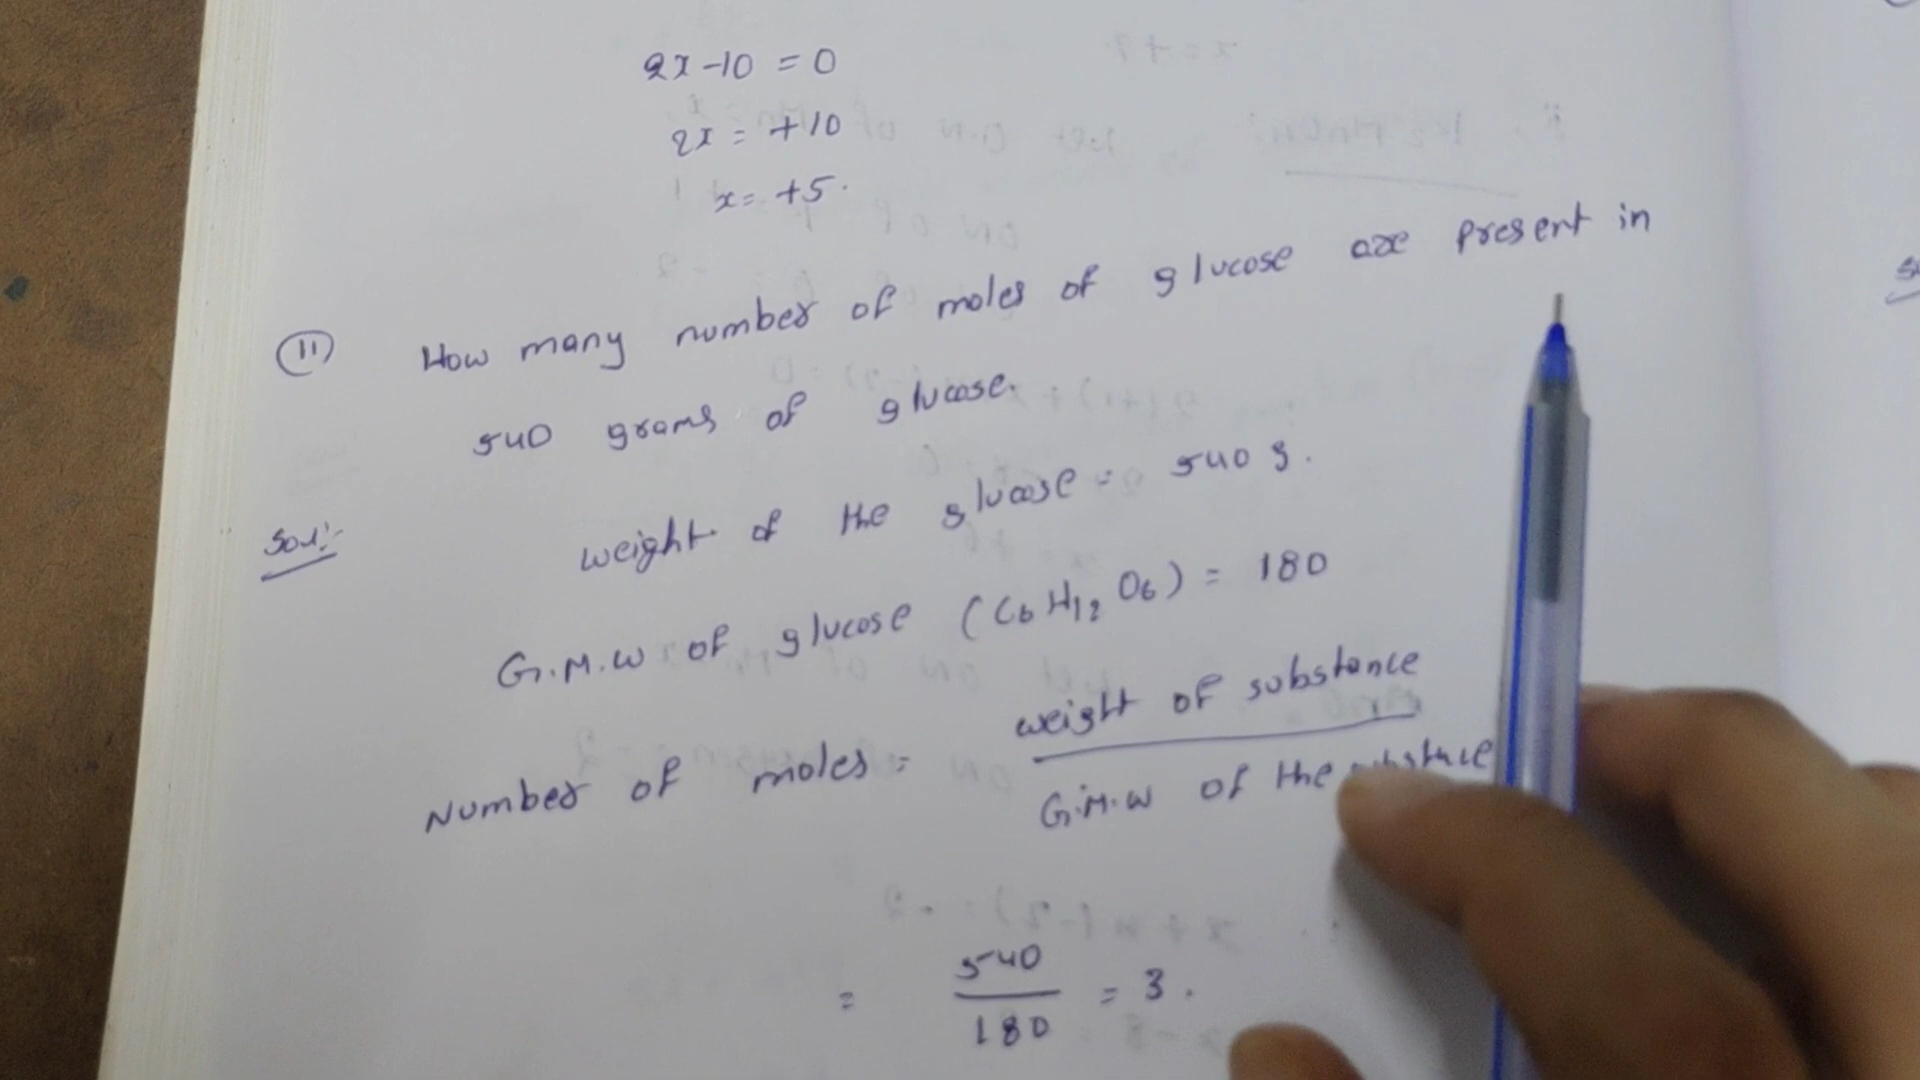 2x-10 = 0
2x = +10
x = +5.
(11) How many number of moles of glucose are present in
540 grams of glucose.
Sol:- weight of the glucose = 540 g.
G.M.W of glucose (C6H12O6) = 180
Number of moles = weight of substance
G.M.W of the substance
= 540
180 = 3.